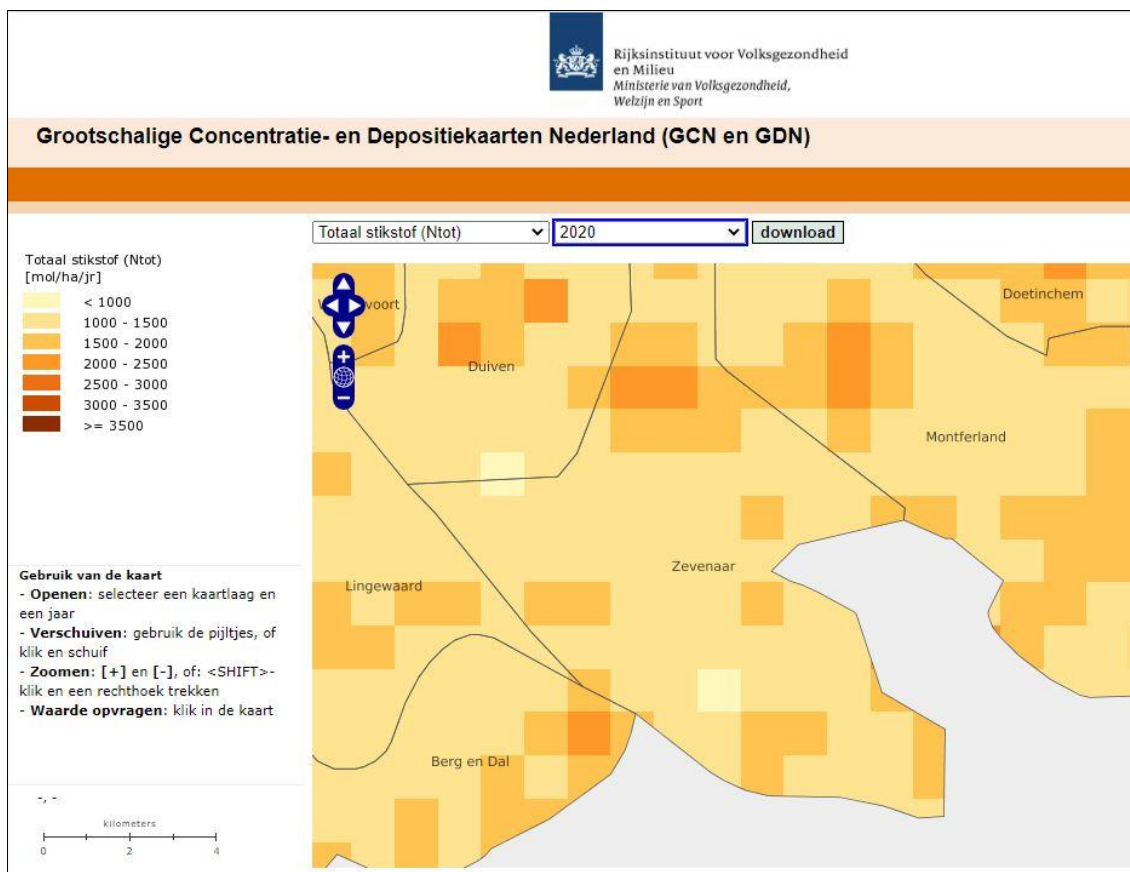 Rijksinstituut voor Volksgezondheid
en Milieu
Ministerie van Volksgezondheid,
Welzijn en Sport
Grootschalige Concentratie- en Depositiekaarten Nederland (GCN en GDN)
Totaal stikstof (Ntot) 2020 download
Totaal stikstof (Ntot)
[mol/ha/jr]
< 1000
1000 - 1500
1500 - 2000
2000 - 2500
2500 - 3000
3000 - 3500
>= 3500
voort
Doetinchem
Duiven
Montferland
Zevenaar
Lingewaard
Berg en Dal
Gebruik van de kaart
- Openen: selecteer een kaartlaag en
een jaar
- Verschuiven: gebruik de pijltjes, of
klik en schuif
- Zoomen: [+] en [-], of: <SHIFT>-
klik en een rechthoek trekken
- Waarde opvragen: klik in de kaart
-, -
kilometers
0 2 4